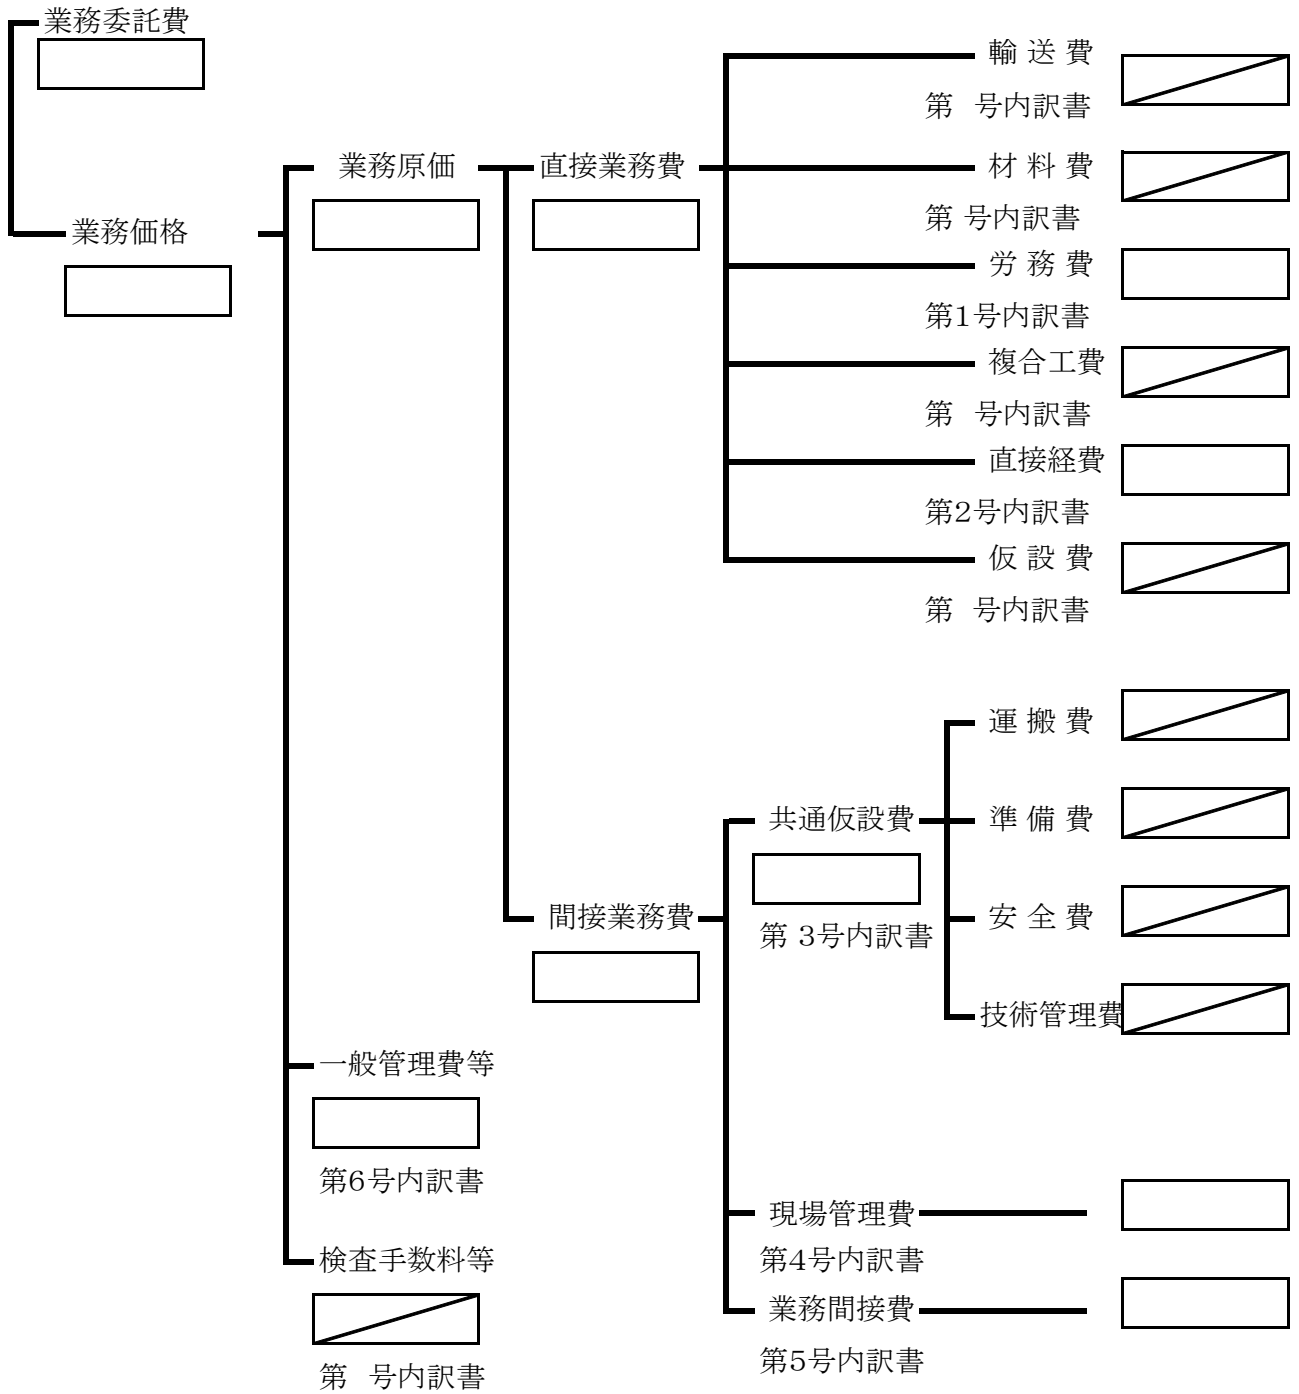 業務委託費
輸 送 費
第　号内訳書
業務原価
直接業務費
材 料 費
業務価格
第 号内訳書
労 務 費
第1号内訳書
複合工費
第　号内訳書
直接経費
第2号内訳書
仮 設 費
第　号内訳書
運 搬 費
共通仮設費
準 備 費
間接業務費
安 全 費
第 3号内訳書
技術管理費
一般管理費等
第6号内訳書
現場管理費
検査手数料等
第4号内訳書
業務間接費
第5号内訳書
第　号内訳書